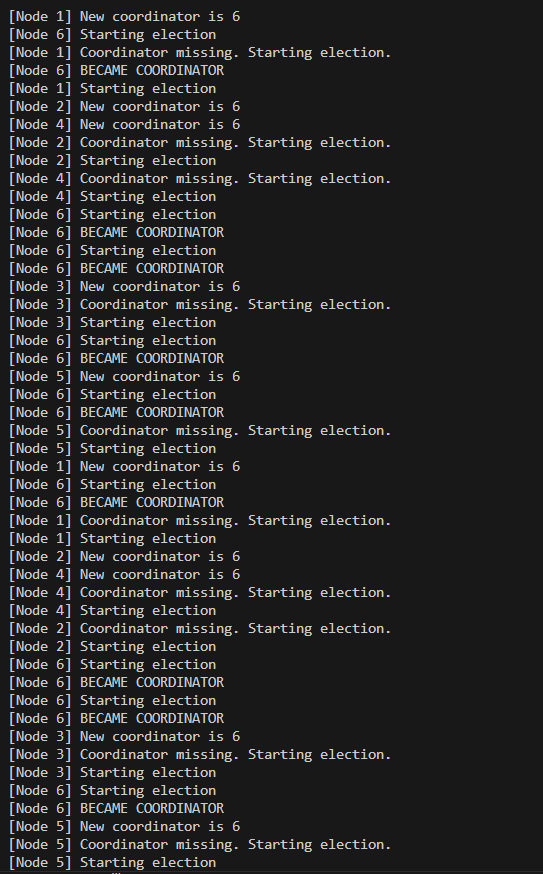 [Node 1] New coordinator is 6
[Node 6] Starting election
[Node 1] Coordinator missing. Starting election.
[Node 6] BECAME COORDINATOR
[Node 1] Starting election
[Node 2] New coordinator is 6
[Node 4] New coordinator is 6
[Node 2] Coordinator missing. Starting election.
[Node 2] Starting election
[Node 4] Coordinator missing. Starting election.
[Node 4] Starting election
[Node 6] Starting election
[Node 6] BECAME COORDINATOR
[Node 6] Starting election
[Node 6] BECAME COORDINATOR
[Node 3] New coordinator is 6
[Node 3] Coordinator missing. Starting election.
[Node 3] Starting election
[Node 6] Starting election
[Node 6] BECAME COORDINATOR
[Node 5] New coordinator is 6
[Node 6] Starting election
[Node 6] BECAME COORDINATOR
[Node 5] Coordinator missing. Starting election.
[Node 5] Starting election
[Node 1] New coordinator is 6
[Node 6] Starting election
[Node 6] BECAME COORDINATOR
[Node 1] Coordinator missing. Starting election.
[Node 1] Starting election
[Node 2] New coordinator is 6
[Node 4] New coordinator is 6
[Node 4] Coordinator missing. Starting election.
[Node 4] Starting election
[Node 2] Coordinator missing. Starting election.
[Node 2] Starting election
[Node 6] Starting election
[Node 6] BECAME COORDINATOR
[Node 6] Starting election
[Node 6] BECAME COORDINATOR
[Node 3] New coordinator is 6
[Node 3] Coordinator missing. Starting election.
[Node 3] Starting election
[Node 6] Starting election
[Node 6] BECAME COORDINATOR
[Node 5] New coordinator is 6
[Node 5] Coordinator missing. Starting election.
[Node 5] Starting election